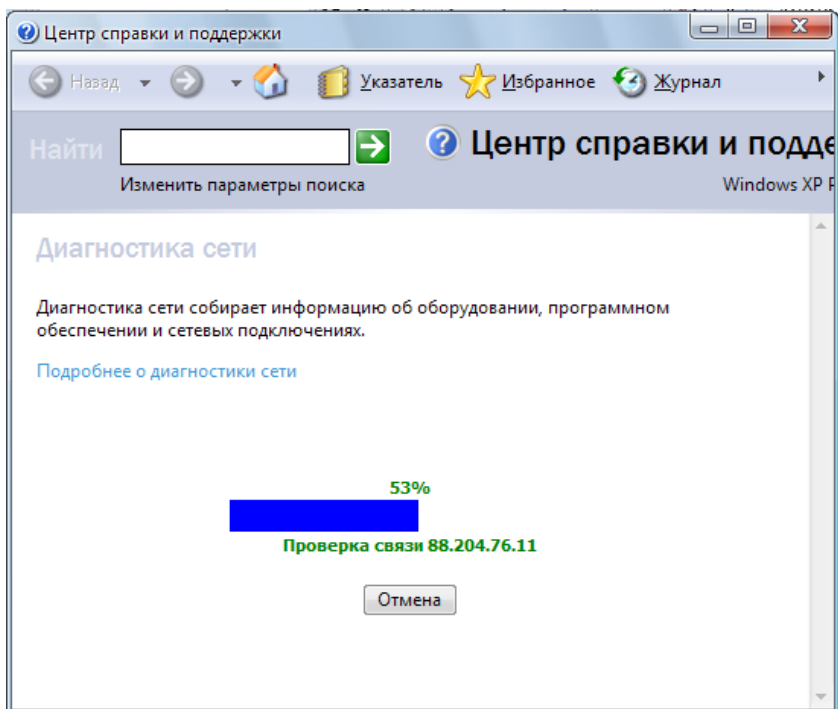 Центр справки и поддержки
Назад Указатель Избранное Журнал
Найти
Центр справки и подде
Изменить параметры поиска
Windows XP
Диагностика сети
Диагностика сети собирает информацию об оборудовании, программном
обеспечении и сетевых подключениях.
Подробнее о диагностики сети
53%
Проверка связи 88.204.76.11
Отмена